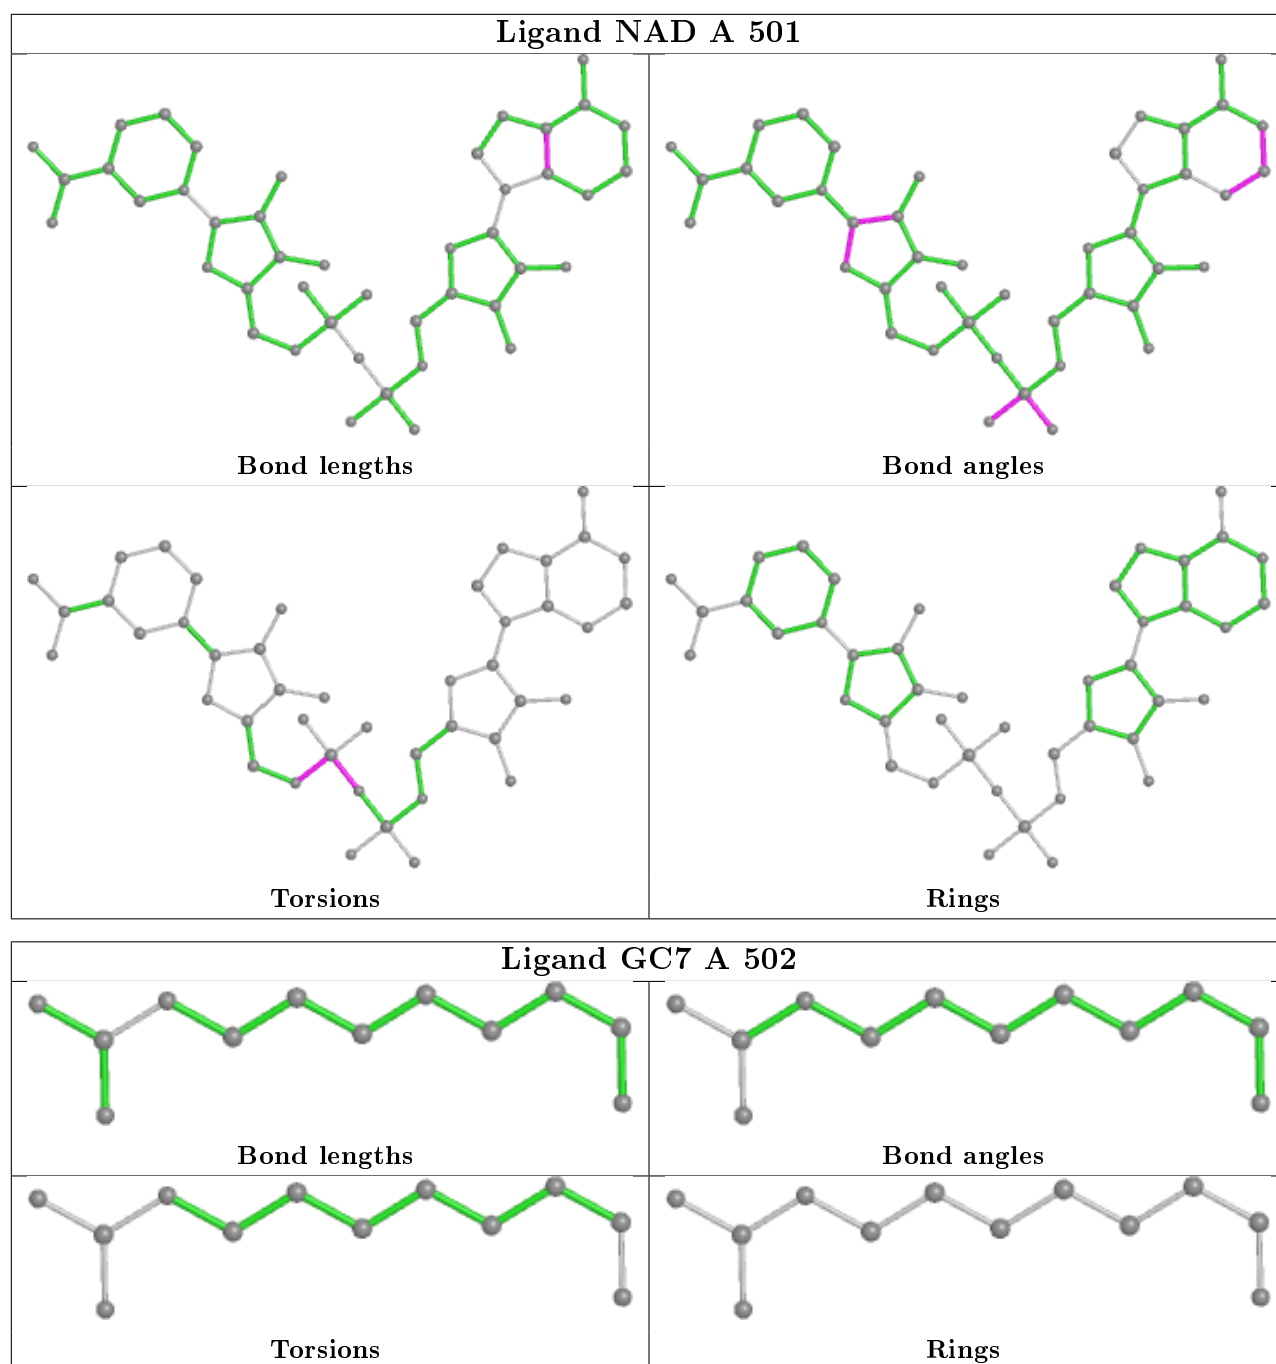 Ligand NAD A 501
Bond lengths
Bond angles
Torsions
Rings
Ligand GC7 A 502
Bond lengths
Bond angles
Torsions
Rings